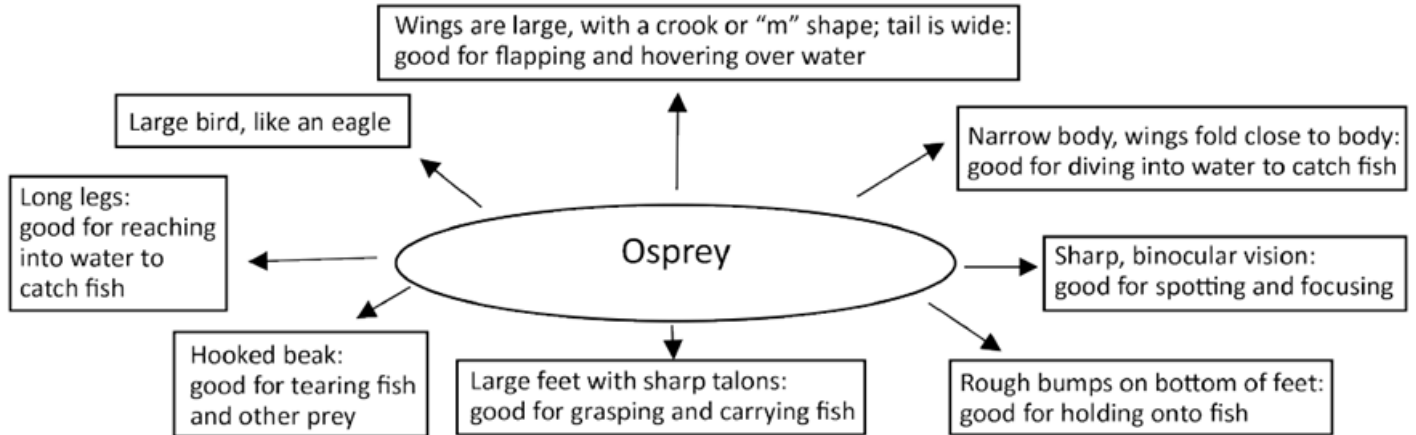 Wings are large, with a crook or “m” shape; tail is wide:
good for flapping and hovering over water
Large bird, like an eagle
Narrow body, wings fold close to body:
good for diving into water to catch fish
Long legs:
good for reaching
into water to
catch fish
Osprey
Sharp, binocular vision:
good for spotting and focusing
Hooked beak:
good for tearing fish
and other prey
Large feet with sharp talons:
good for grasping and carrying fish
Rough bumps on bottom of feet:
good for holding onto fish